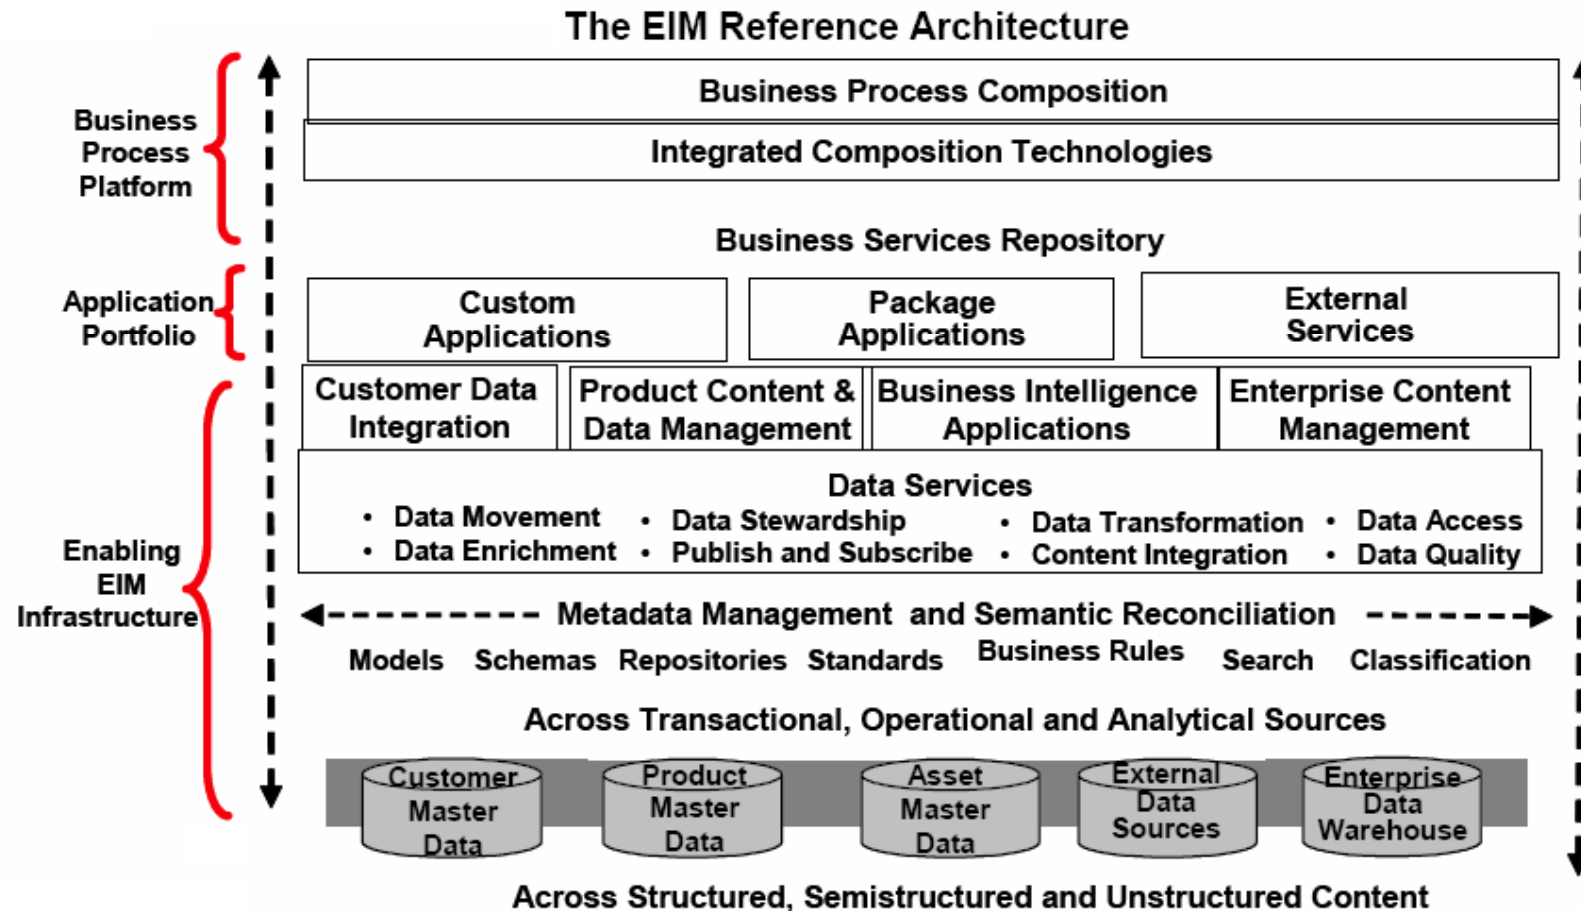 The EIM Reference Architecture
Business
Process
Platform
Business Process Composition
Integrated Composition Technologies
Business Services Repository
Application
Portfolio
Custom
Applications
Package
Applications
External
Services
Enabling
EIM
Infrastructure
Customer Data
Integration
Product Content &
Data Management
Business Intelligence
Applications
Enterprise Content
Management
Data Services
• Data Movement
• Data Enrichment
• Data Stewardship
• Publish and Subscribe
• Data Transformation
• Content Integration
• Data Access
• Data Quality
Metadata Management and Semantic Reconciliation
Models Schemas Repositories Standards Business Rules Search Classification
Across Transactional, Operational and Analytical Sources
Customer
Master
Data
Product
Master
Data
Asset
Master
Data
External
Data
Sources
Enterprise
Data
Warehouse
Across Structured, Semistructured and Unstructured Content